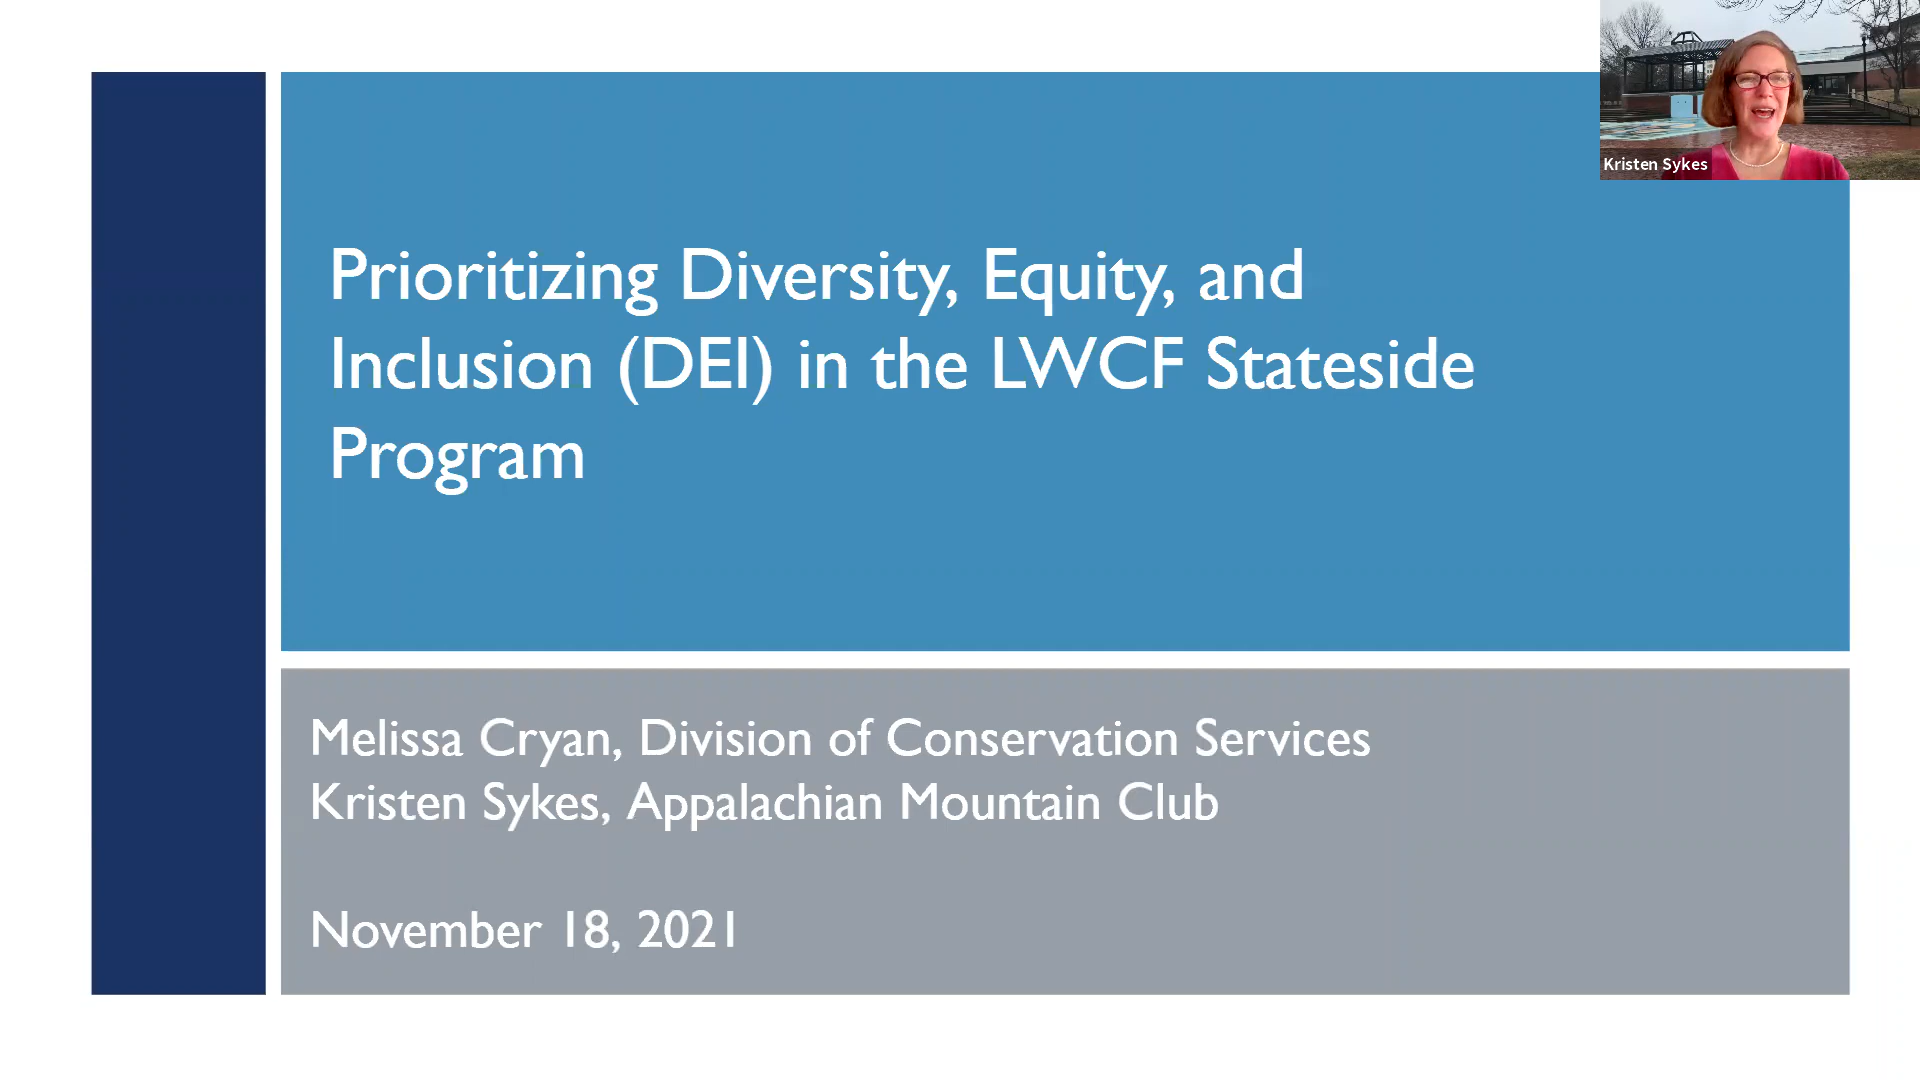 Kristen Sykes
Prioritizing Diversity, Equity, and
Inclusion (DEI) in the LWCF Stateside
Program
Melissa Cryan, Division of Conservation Services
Kristen Sykes, Appalachian Mountain Club
November 18, 2021